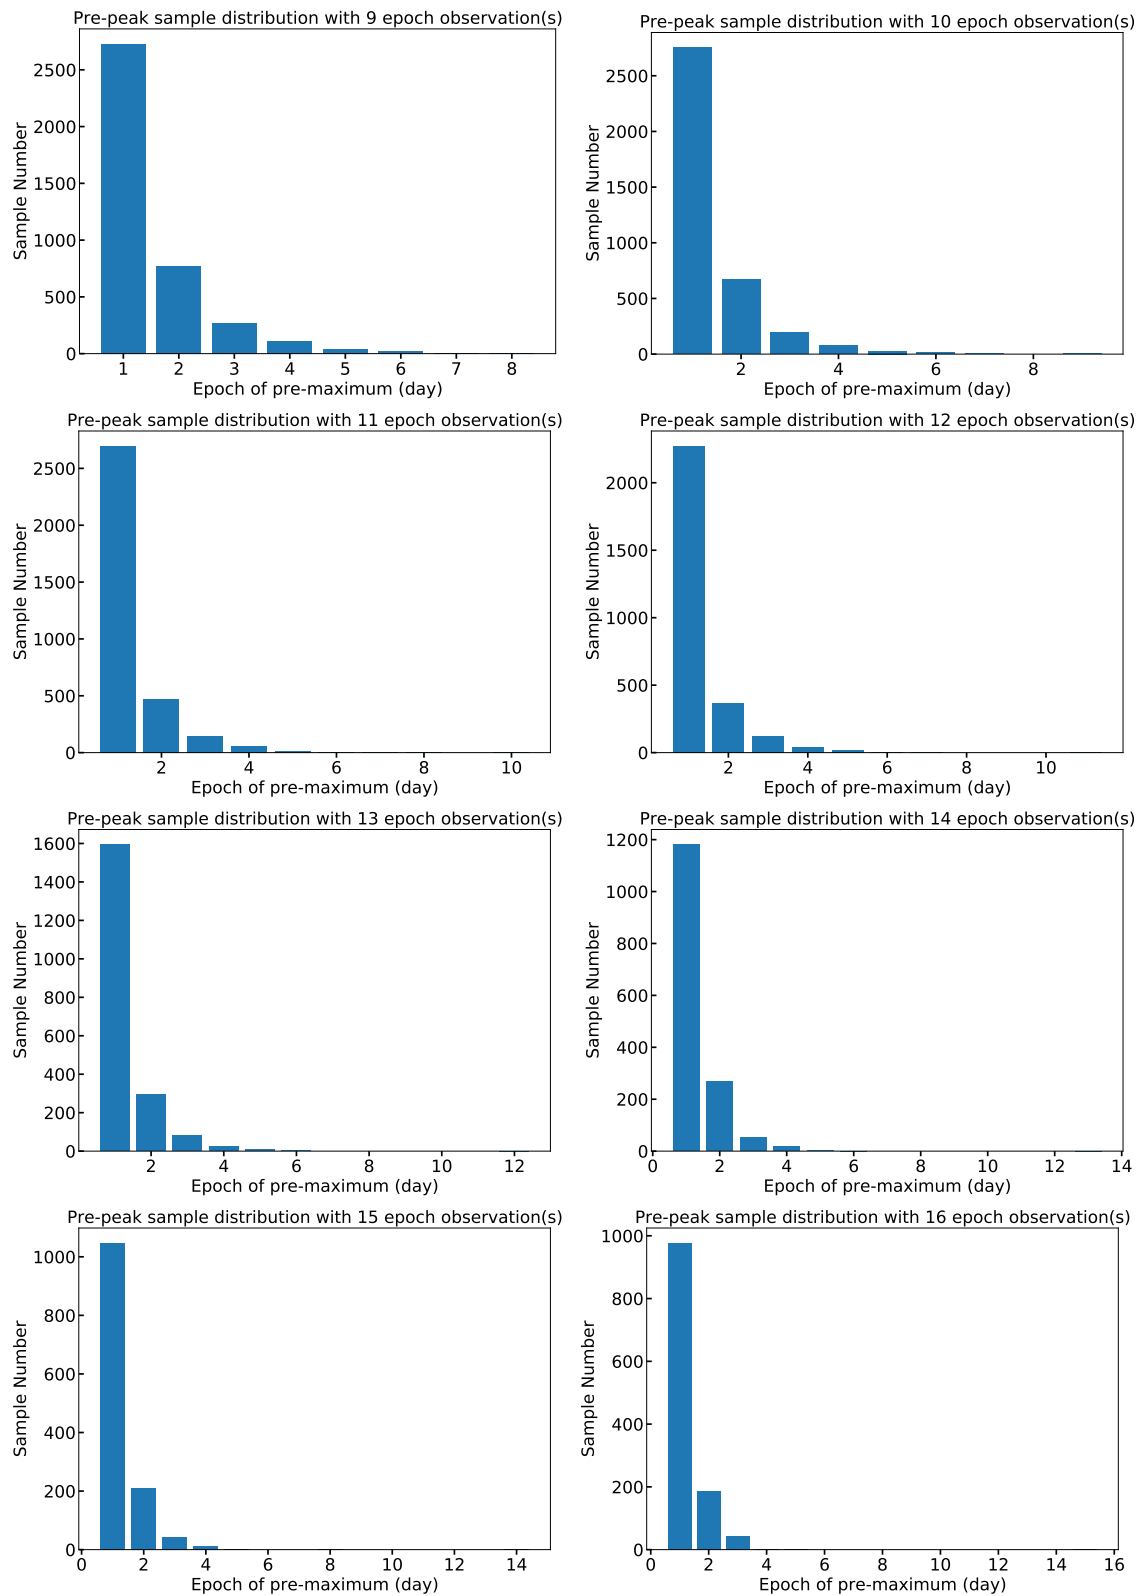 Pre-peak sample distribution with 9 epoch observation(s)
2500
2000
1500
1000
500
0
Sample Number
1 2 3 4 5 6 7 8
Epoch of pre-maximum (day)
Pre-peak sample distribution with 10 epoch observation(s)
2500
2000
1500
1000
500
0
Sample Number
2 4 6 8
Epoch of pre-maximum (day)
Pre-peak sample distribution with 11 epoch observation(s)
2500
2000
1500
1000
500
0
Sample Number
2 4 6 8 10
Epoch of pre-maximum (day)
Pre-peak sample distribution with 12 epoch observation(s)
2000
1500
1000
500
0
Sample Number
2 4 6 8 10
Epoch of pre-maximum (day)
Pre-peak sample distribution with 13 epoch observation(s)
1600
1400
1200
1000
800
600
400
200
0
Sample Number
2 4 6 8 10 12
Epoch of pre-maximum (day)
Pre-peak sample distribution with 14 epoch observation(s)
1200
1000
800
600
400
200
0
Sample Number
0 2 4 6 8 10 12 14
Epoch of pre-maximum (day)
Pre-peak sample distribution with 15 epoch observation(s)
1000
800
600
400
200
0
Sample Number
0 2 4 6 8 10 12 14
Epoch of pre-maximum (day)
Pre-peak sample distribution with 16 epoch observation(s)
1000
800
600
400
200
0
Sample Number
0 2 4 6 8 10 12 14 16
Epoch of pre-maximum (day)